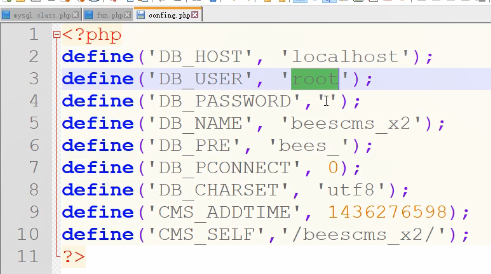 mysql.class.php fun.php confing.php
1 <?php
2 define('DB_HOST', 'localhost');
3 define('DB_USER', 'root');
4 define('DB_PASSWORD','');
5 define('DB_NAME', 'beescms_x2');
6 define('DB_PRE', 'bees_');
7 define('DB_PCONNECT', 0);
8 define('DB_CHARSET', 'utf8');
9 define('CMS_ADDTIME', 1436276598);
10 define('CMS_SELF','/beescms_x2/');
11 ?>